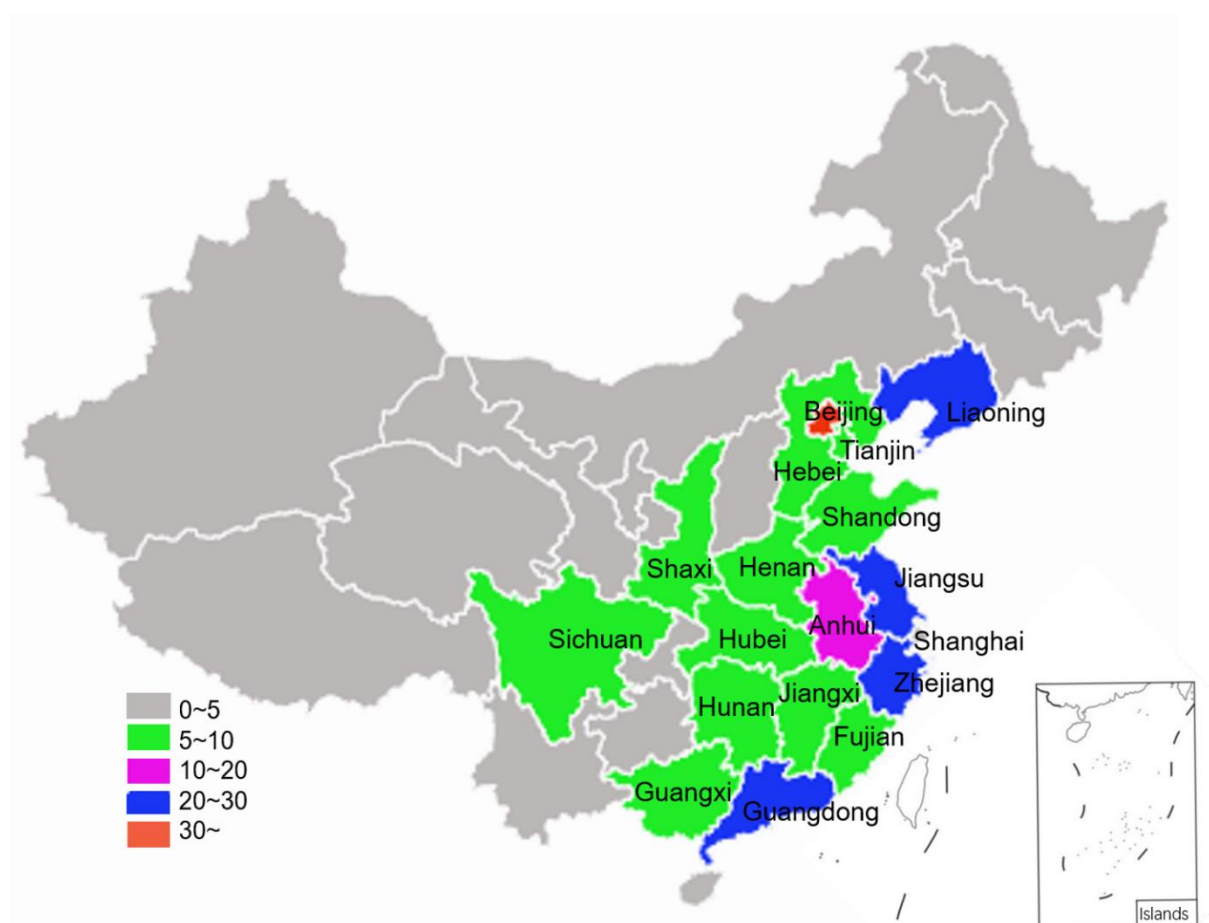 Beijing
Liaoning
Tianjin
Hebei
Shandong
Shaxi
Henan
Jiangsu
Anhui
Sichuan
Hubei
Shanghai
Zhejiang
Jiangxi
Hunan
Fujian
Guangxi
Guangdong
0~5
5~10
10~20
20~30
30~
Islands